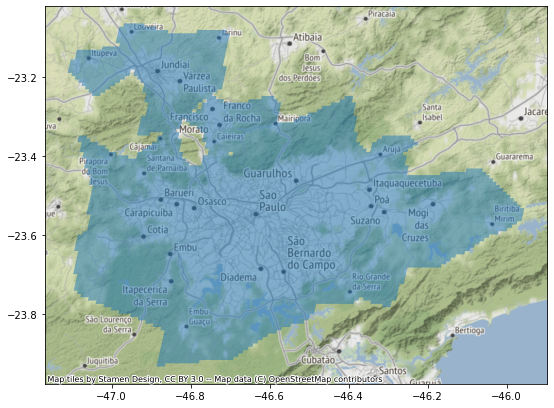 Piracaia
Louveira
Jarinu
Atibaia
Itupeva
Jundiaí
Bom
Jesus
dos Perdões
Várzea
Paulista
−23.2
Franco
da Rocha
Francisco
Morato
Mairiporã
Santa
Isabel
Jacare
Caieiras
Cajamar
Arujá
−23.4
Pirapora
do Bom
Jesus
Santana
de Parnaíba
Guararema
Guarulhos
Itaquaquecetuba
Barueri
Osasco
Sao
Paulo
Poá
Carapicuiba
Suzano
Mogi
das
Cruzes
Biritiba
Mirim
−23.6
Cotia
Embu
São
Bernardo
do Campo
Diadema
Rio Grande
da Serra
Itapecerica
da Serra
−23.8
Embu
Guaçu
São Lourenço
da Serra
Bertioga
Juquitiba
Cubatão
Santos
Guarujá
Map tiles by Stamen Design, CC BY 3.0 -- Map data (C) OpenStreetMap contributors
−47.0
−46.8
−46.6
−46.4
−46.2
−46.0